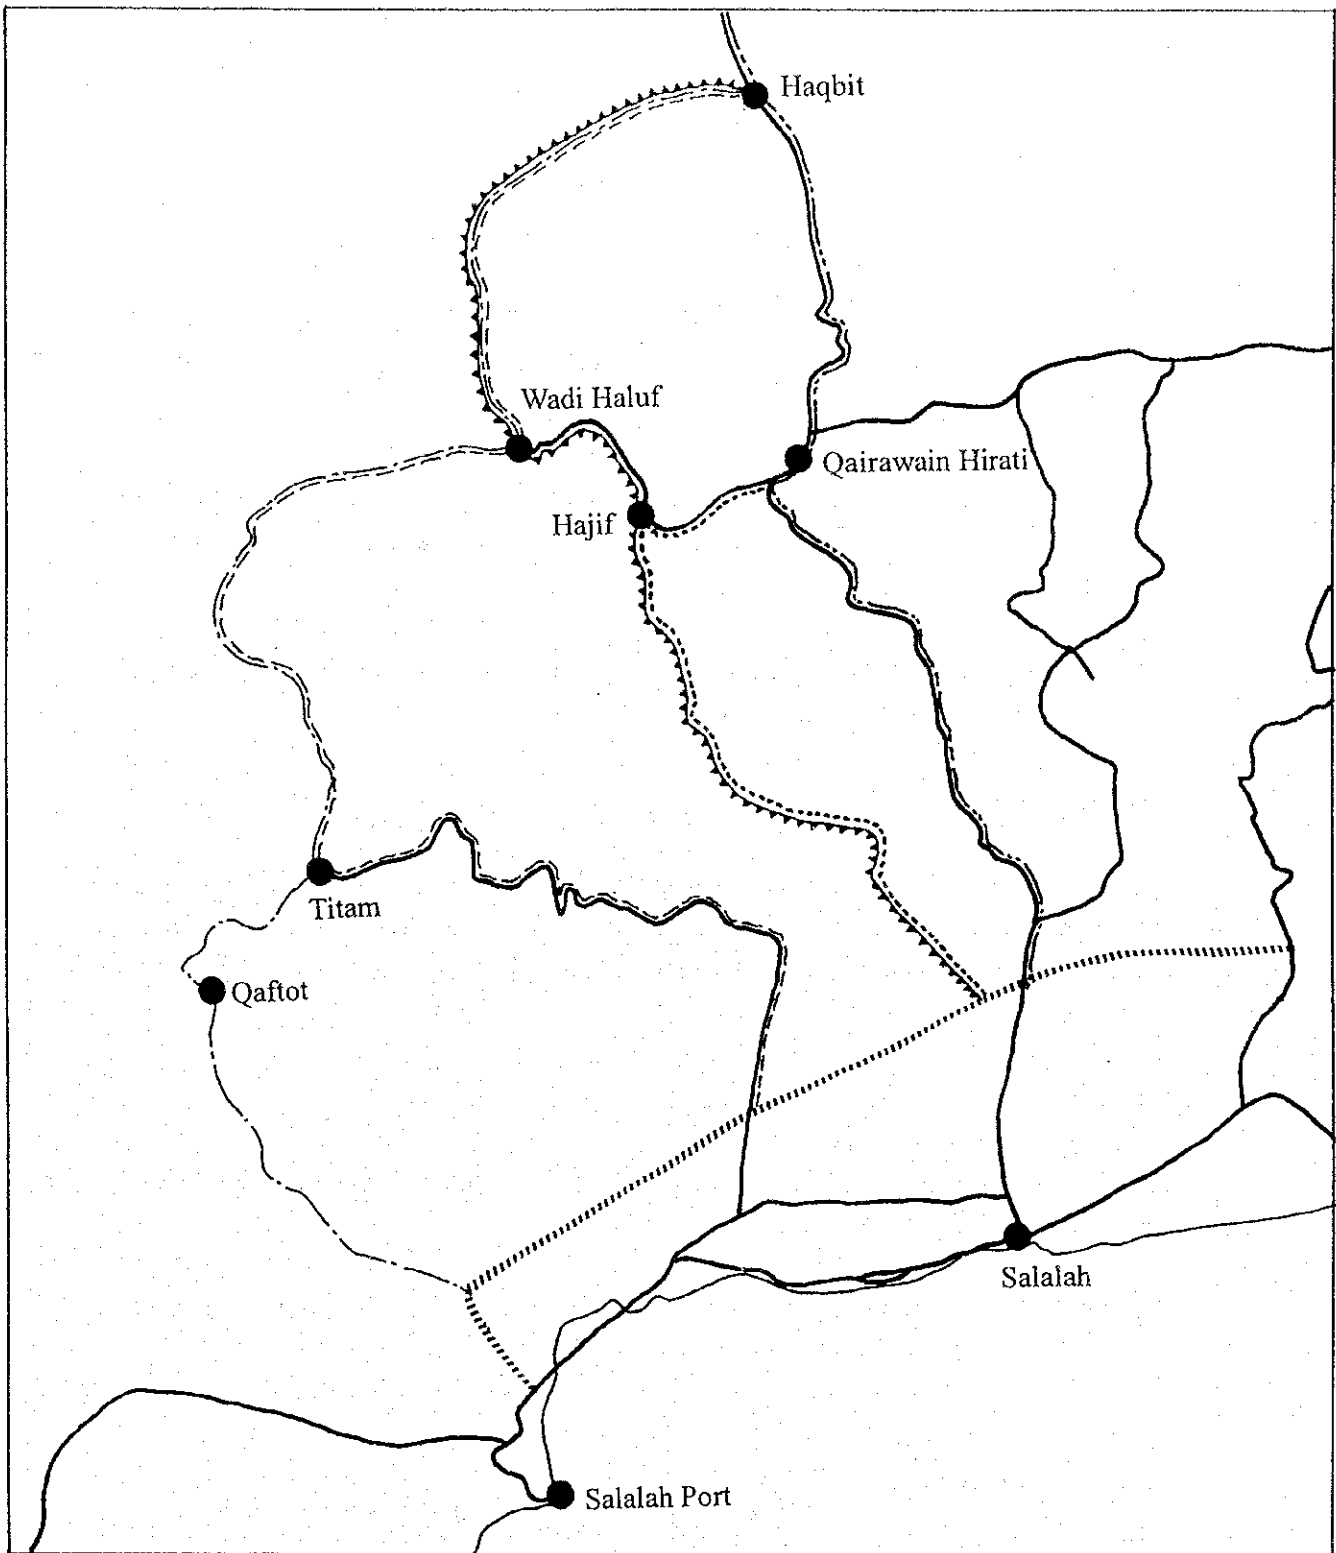 Haqbit
Wadi Haluf
Qairawain Hirati
Hajif
Titam
Qaftot
Salalah
Salalah Port